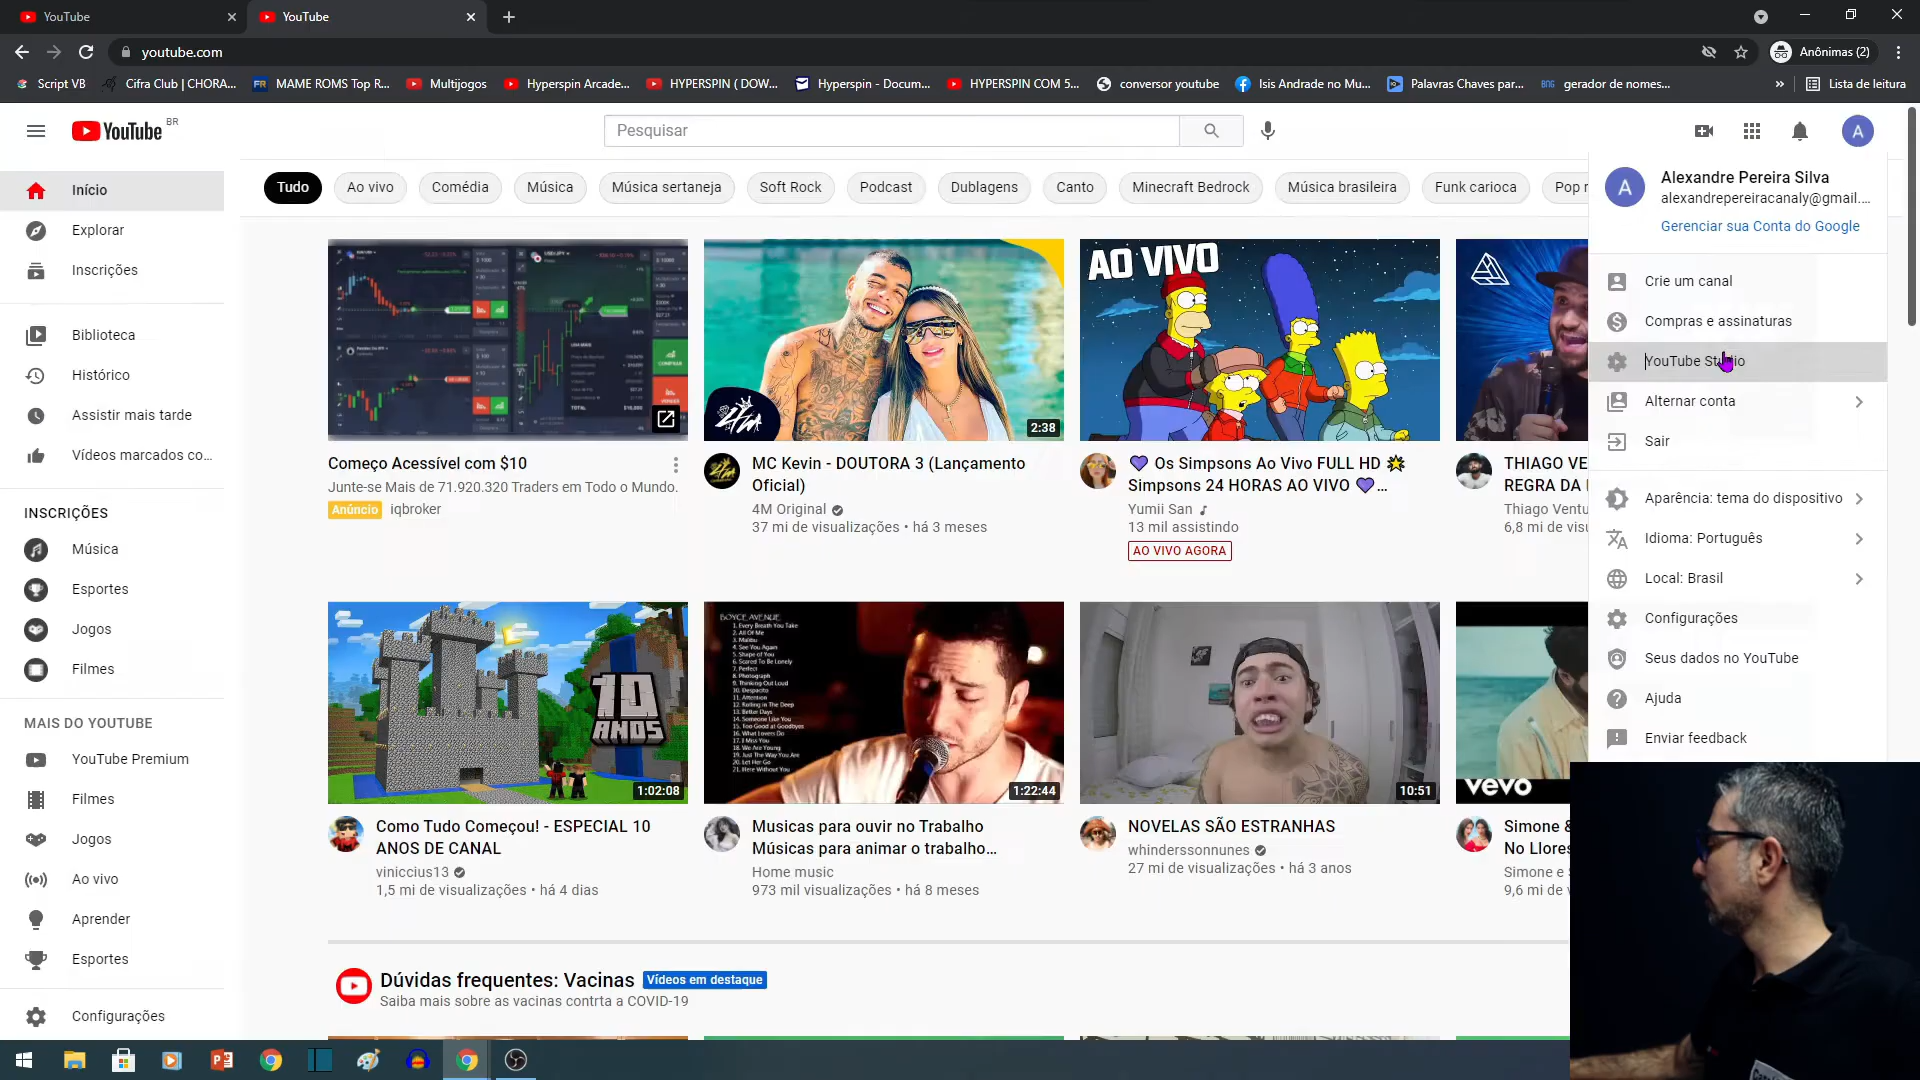 YouTube
YouTube
youtube.com
Anônimas (2)
Script VB
Cifra Club | CHORA...
MAME ROMS Top R...
Multijogos
Hyperspin Arcade...
HYPERSPIN ( DOW...
Hyperspin - Docum...
HYPERSPIN COM 5...
conversor youtube
Isis Andrade no Mu...
Palavras Chaves par...
gerador de nomes...
»
Lista de leitura
YouTube BR
Pesquisar
A
Início
Explorar
Inscrições
Biblioteca
Histórico
Assistir mais tarde
Vídeos marcados co...
INSCRIÇÕES
Música
Esportes
Jogos
Filmes
MAIS DO YOUTUBE
YouTube Premium
Filmes
Jogos
Ao vivo
Aprender
Esportes
Configurações
Tudo
Ao vivo
Comédia
Música
Música sertaneja
Soft Rock
Podcast
Dublagens
Canto
Minecraft Bedrock
Música brasileira
Funk carioca
Pop r
2:38
AO VIVO
Começo Acessível com $10
Junte-se Mais de 71.920.320 Traders em Todo o Mundo.
Anúncio iqbroker
MC Kevin - DOUTORA 3 (Lançamento
Oficial)
4M Original
37 mi de visualizações • há 3 meses
💜 Os Simpsons Ao Vivo FULL HD 🌟
Simpsons 24 HORAS AO VIVO 💜...
Yumii San
13 mil assistindo
AO VIVO AGORA
THIAGO VE
REGRA DA
Thiago Ventu
6,8 mi de visu
10
ANOS
1:02:08
BOYCE AVENUE
1:22:44
10:51
vevo
Como Tudo Começou! - ESPECIAL 10
ANOS DE CANAL
viniccius13
1,5 mi de visualizações • há 4 dias
Musicas para ouvir no Trabalho
Músicas para animar o trabalho...
Home music
973 mil visualizações • há 8 meses
NOVELAS SÃO ESTRANHAS
whinderssonnunes
27 mi de visualizações • há 3 anos
Simone &
No Llores
Simone e S
9,6 mi de
Dúvidas frequentes: Vacinas
Vídeos em destaque
Saiba mais sobre as vacinas contrta a COVID-19
A
Alexandre Pereira Silva
alexandrepereiracanaly@gmail....
Gerenciar sua Conta do Google
Crie um canal
Compras e assinaturas
YouTube Studio
Alternar conta
Sair
Aparência: tema do dispositivo
Idioma: Português
Local: Brasil
Configurações
Seus dados no YouTube
Ajuda
Enviar feedback